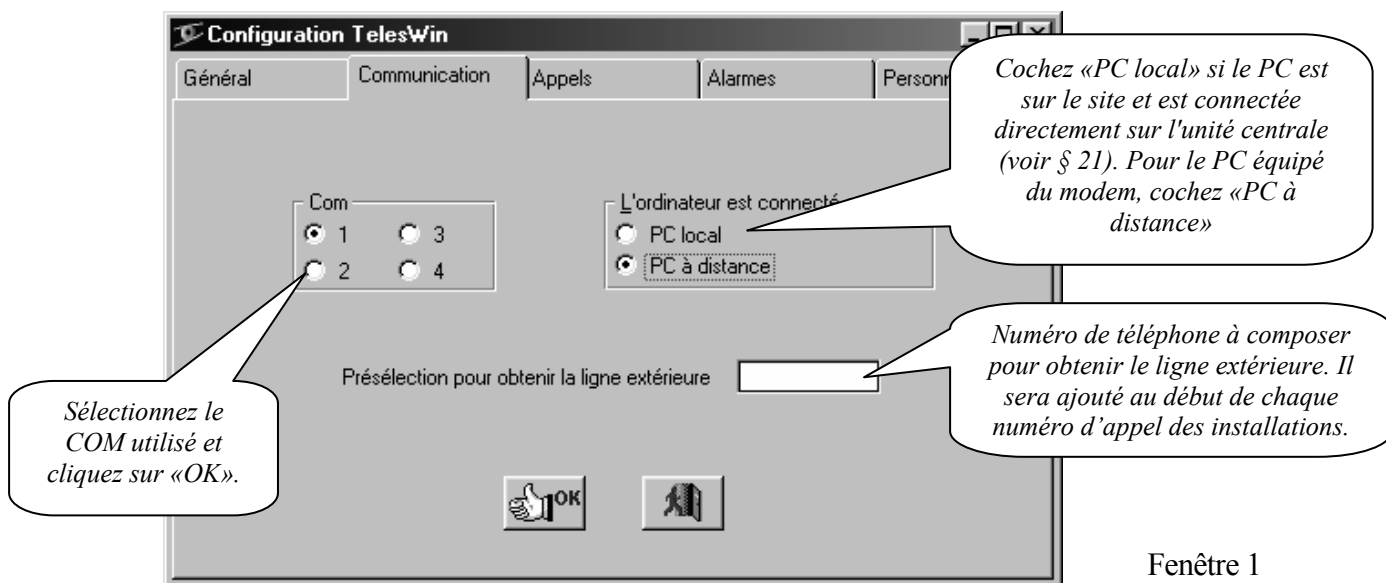 Configuration TelesWin
Général
Communication
Appels
Alarmes
Cochez «PC local» si le PC est
sur le site et est connectée
directement sur l'unité centrale
(voir § 21). Pour le PC équipé
du modem, cochez «PC à
distance»
Com
1
3
2
4
L'ordinateur est connecté
PC local
PC à distance
Présélection pour obtenir la ligne extérieure
Numéro de téléphone à composer
pour obtenir le ligne extérieure. Il
sera ajouté au début de chaque
numéro d’appel des installations.
Sélectionnez le
COM utilisé et
cliquez sur «OK».
OK
Fenêtre 1